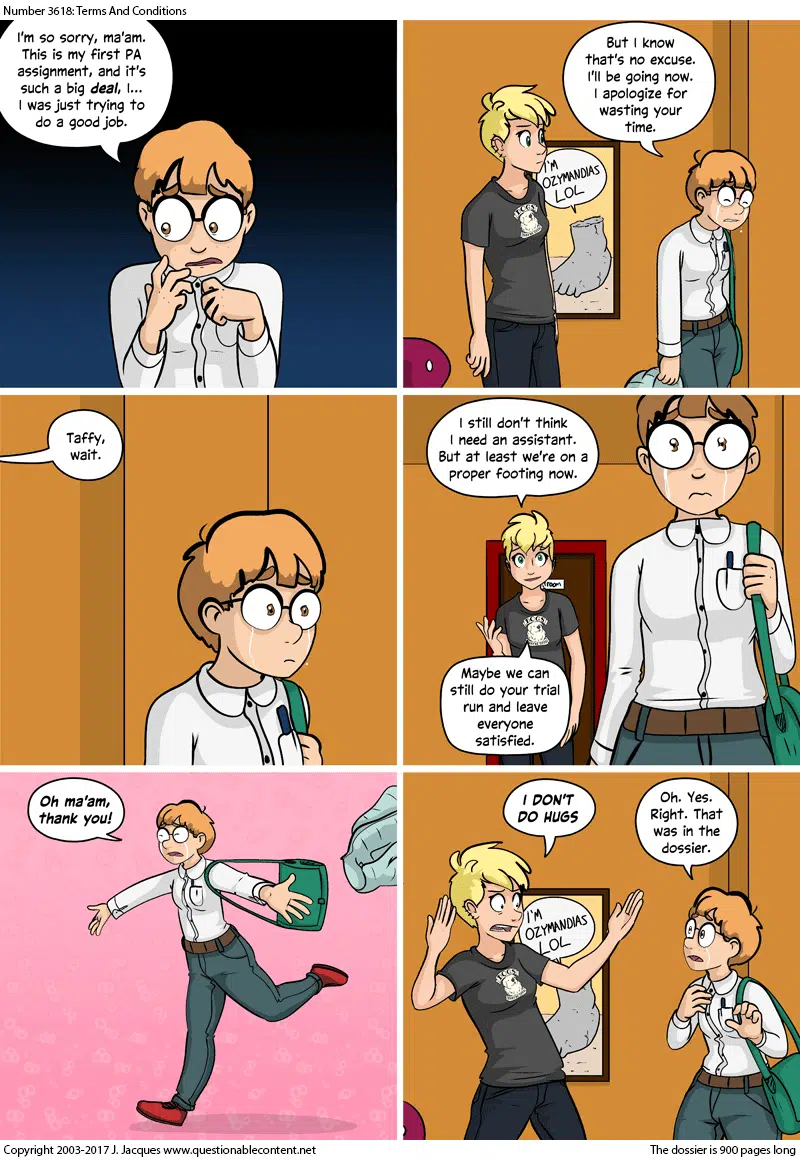 Number 3618: Terms And Conditions
I'm so sorry, ma'am.
This is my first PA
assignment, and it's
such a big deal, I...
I was just trying to
do a good job.
But I know
that's no excuse.
I'll be going now.
I apologize for
wasting your
time.
I'M
OZYMANDIAS
LOL
Taffy,
wait.
I still don't think
I need an assistant.
But at least we're on a
proper footing now.
room
Maybe we can
still do your trial
run and leave
everyone
satisfied.
Oh ma'am,
thank you!
I DON'T
DO HUGS
Oh. Yes.
Right. That
was in the
dossier.
I'M
OZYMANDIAS
LOL
Copyright 2003-2017 J. Jacques www.questionablecontent.net
The dossier is 900 pages long